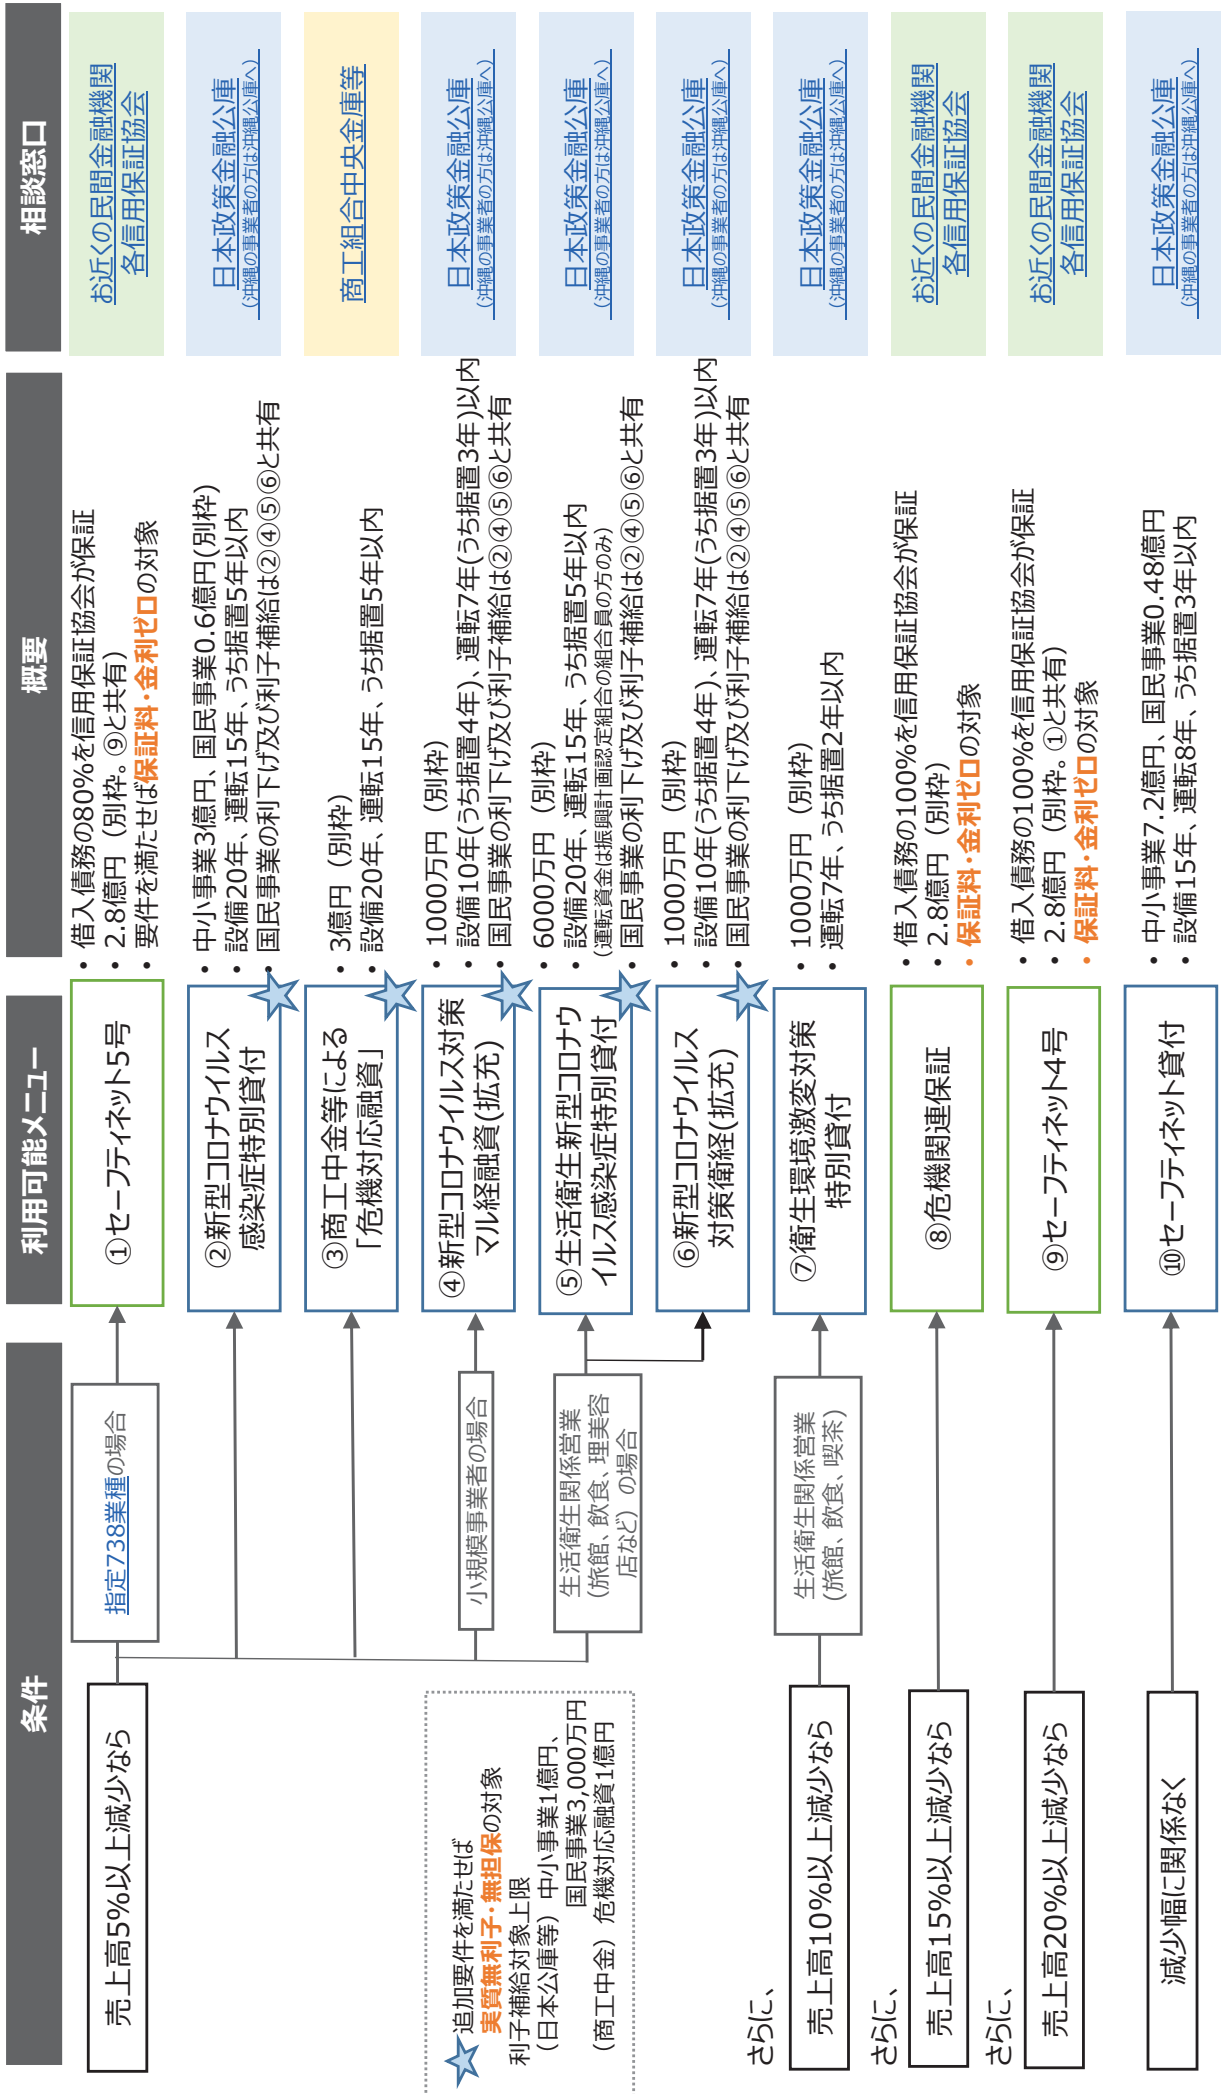 条件
利用可能メニュー
概要
相談窓口
売上高5%以上減少なら
指定738業種の場合
①セーフティネット5号
• 借入債務の80%を信用保証協会が保証
• 2.8億円（別枠。⑨と共有）
• 要件を満たせば保証料・金利ゼロの対象
お近くの民間金融機関
各信用保証協会
②新型コロナウイルス
感染症特別貸付
• 中小事業3億円、国民事業0.6億円(別枠)
• 設備20年、運転15年、うち据置5年以内
• 国民事業の利下げ及び利子補給は②④⑤⑥と共有
日本政策金融公庫
（沖縄の事業者の方は沖縄公庫へ）
③商工中金等による
「危機対応融資」
• 3億円（別枠）
• 設備20年、運転15年、うち据置5年以内
商工組合中央金庫等
小規模事業者の場合
④新型コロナウイルス対策
マル経融資(拡充)
• 1000万円（別枠）
• 設備10年(うち据置4年)、運転7年(うち据置3年)以内
• 国民事業の利下げ及び利子補給は②④⑤⑥と共有
日本政策金融公庫
（沖縄の事業者の方は沖縄公庫へ）
生活衛生関係営業
（旅館、飲食、理美容
店など）の場合
⑤生活衛生新型コロナウ
イルス感染症特別貸付
• 6000万円（別枠）
• 設備20年、運転15年、うち据置5年以内
（運転資金は振興計画認定組合の組合員の方のみ）
• 国民事業の利下げ及び利子補給は②④⑤⑥と共有
日本政策金融公庫
（沖縄の事業者の方は沖縄公庫へ）
⑥新型コロナウイルス
対策衛経(拡充)
• 1000万円（別枠）
• 設備10年(うち据置4年)、運転7年(うち据置3年)以内
• 国民事業の利下げ及び利子補給は②④⑤⑥と共有
日本政策金融公庫
（沖縄の事業者の方は沖縄公庫へ）
追加要件を満たせば
実質無利子・無担保の対象
利子補給対象上限
（日本公庫等）中小事業1億円、
国民事業3,000万円
（商工中金）危機対応融資1億円
さらに、
売上高10%以上減少なら
生活衛生関係営業
（旅館、飲食、喫茶）
⑦衛生環境激変対策
特別貸付
• 1000万円（別枠）
• 運転7年、うち据置2年以内
日本政策金融公庫
（沖縄の事業者の方は沖縄公庫へ）
さらに、
売上高15%以上減少なら
⑧危機関連保証
• 借入債務の100%を信用保証協会が保証
• 2.8億円（別枠）
• 保証料・金利ゼロの対象
お近くの民間金融機関
各信用保証協会
さらに、
売上高20%以上減少なら
⑨セーフティネット4号
• 借入債務の100%を信用保証協会が保証
• 2.8億円（別枠。①と共有）
• 保証料・金利ゼロの対象
お近くの民間金融機関
各信用保証協会
減少幅に関係なく
⑩セーフティネット貸付
• 中小事業7.2億円、国民事業0.48億円
• 設備15年、運転8年、うち据置3年以内
日本政策金融公庫
（沖縄の事業者の方は沖縄公庫へ）